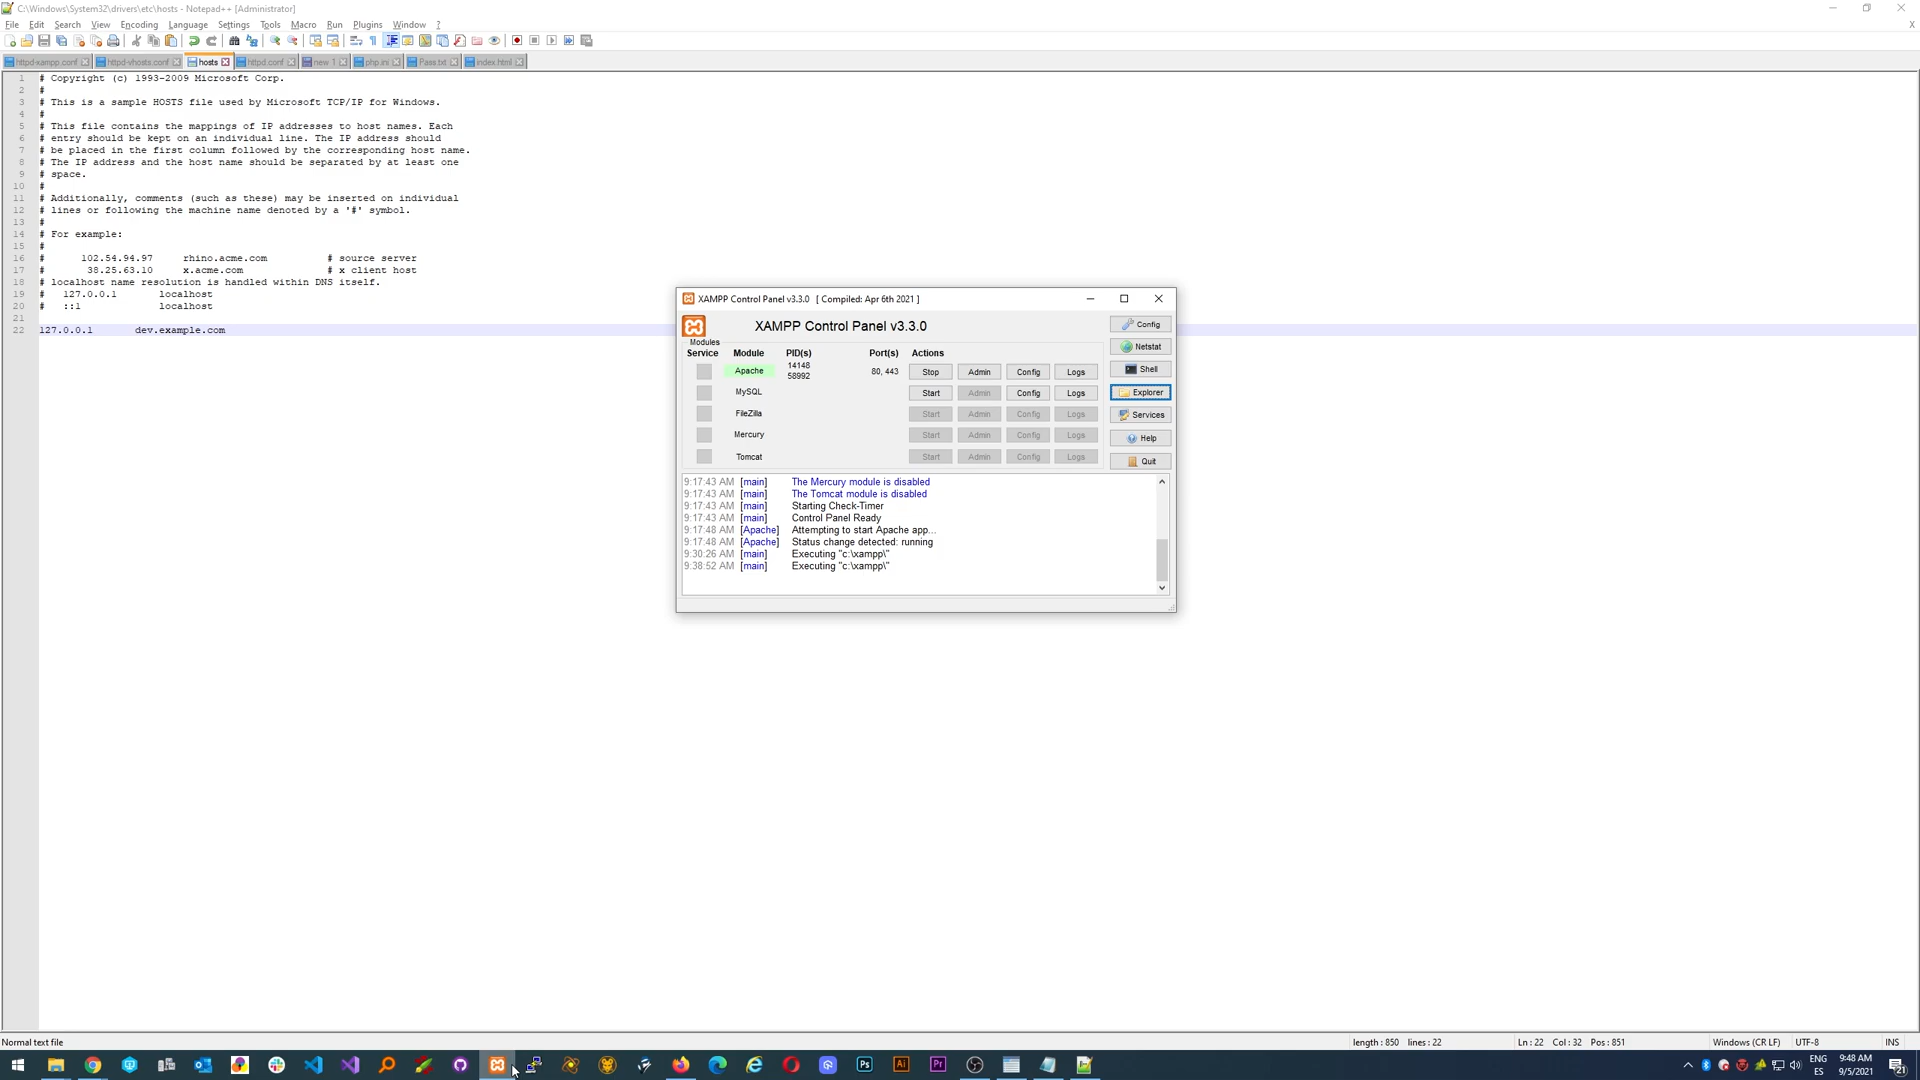 C:\Windows\System32\drivers\etc\hosts - Notepad++ [Administrator]
File Edit Search View Encoding Language Settings Tools Macro Run Plugins Window ? X
httpd-xampp.conf httpd-vhosts.conf hosts httpd.conf new 1 php.ini Pass.txt index.html
1 # Copyright (c) 1993-2009 Microsoft Corp.
2 #
3 # This is a sample HOSTS file used by Microsoft TCP/IP for Windows.
4 #
5 # This file contains the mappings of IP addresses to host names. Each
6 # entry should be kept on an individual line. The IP address should
7 # be placed in the first column followed by the corresponding host name.
8 # The IP address and the host name should be separated by at least one
9 # space.
10 #
11 # Additionally, comments (such as these) may be inserted on individual
12 # lines or following the machine name denoted by a '#' symbol.
13 #
14 # For example:
15 #
16 # 102.54.94.97 rhino.acme.com # source server
17 # 38.25.63.10 x.acme.com # x client host
18 # localhost name resolution is handled within DNS itself.
19 # 127.0.0.1 localhost
20 # ::1 localhost
21
22 127.0.0.1 dev.example.com
XAMPP Control Panel v3.3.0 [ Compiled: Apr 6th 2021 ]
XAMPP Control Panel v3.3.0
Modules
Service Module PID(s) Port(s) Actions
Apache 14148 58992 80, 443 Stop Admin Config Logs
MySQL Start Admin Config Logs
FileZilla Start Admin Config Logs
Mercury Start Admin Config Logs
Tomcat Start Admin Config Logs
Config
Netstat
Shell
Explorer
Services
Help
Quit
9:17:43 AM [main] The Mercury module is disabled
9:17:43 AM [main] The Tomcat module is disabled
9:17:43 AM [main] Starting Check-Timer
9:17:43 AM [main] Control Panel Ready
9:17:48 AM [Apache] Attempting to start Apache app...
9:17:48 AM [Apache] Status change detected: running
9:30:26 AM [main] Executing "c:\xampp\"
9:38:52 AM [main] Executing "c:\xampp\"
Normal text file length : 850 lines : 22 Ln : 22 Col : 32 Pos : 851 Windows (CR LF) UTF-8 INS
Ps Ai Pr
ENG
ES
9:48 AM
9/5/2021
21